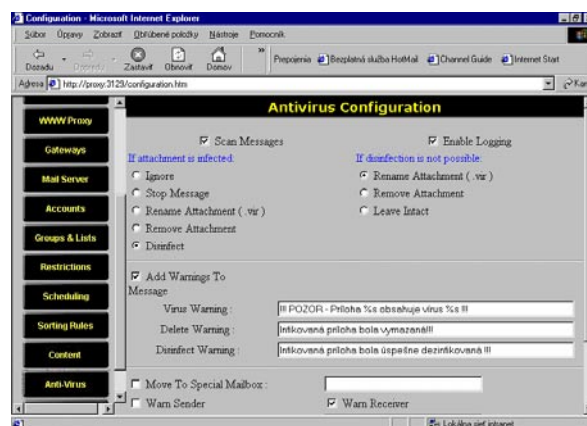 Configuration - Microsoft Internet Explorer
Súbor Úpravy Zobraziť Obľúbené položky Nástroje Pomocník
Dozadu Dopredu Zastaviť Obnoviť Domov » Prepojenia Bezplatná služba HotMail Channel Guide Internet Start
Adresa http://proxy:3129/configuration.htm
Antivirus Configuration
WWW Proxy
Gateways
Mail Server
Accounts
Groups & Lists
Restrictions
Scheduling
Sorting Rules
Content
Anti-Virus
Scan Messages Enable Logging
If attachment is infected: If disinfection is not possible:
Ignore Rename Attachment ( .vir )
Stop Message Remove Attachment
Rename Attachment ( .vir ) Leave Intact
Remove Attachment
Disinfect
Add Warnings To
Message
Virus Warning : !!! POZOR - Príloha %s obsahuje vírus %s !!!
Delete Warning : Infikovaná príloha bola vymazaná!!!
Disinfect Warning : Infikovaná príloha bola úspešne dezinfikovaná !!!
Move To Special Mailbox :
Warn Sender Warn Receiver
Lokálna sieť intranet